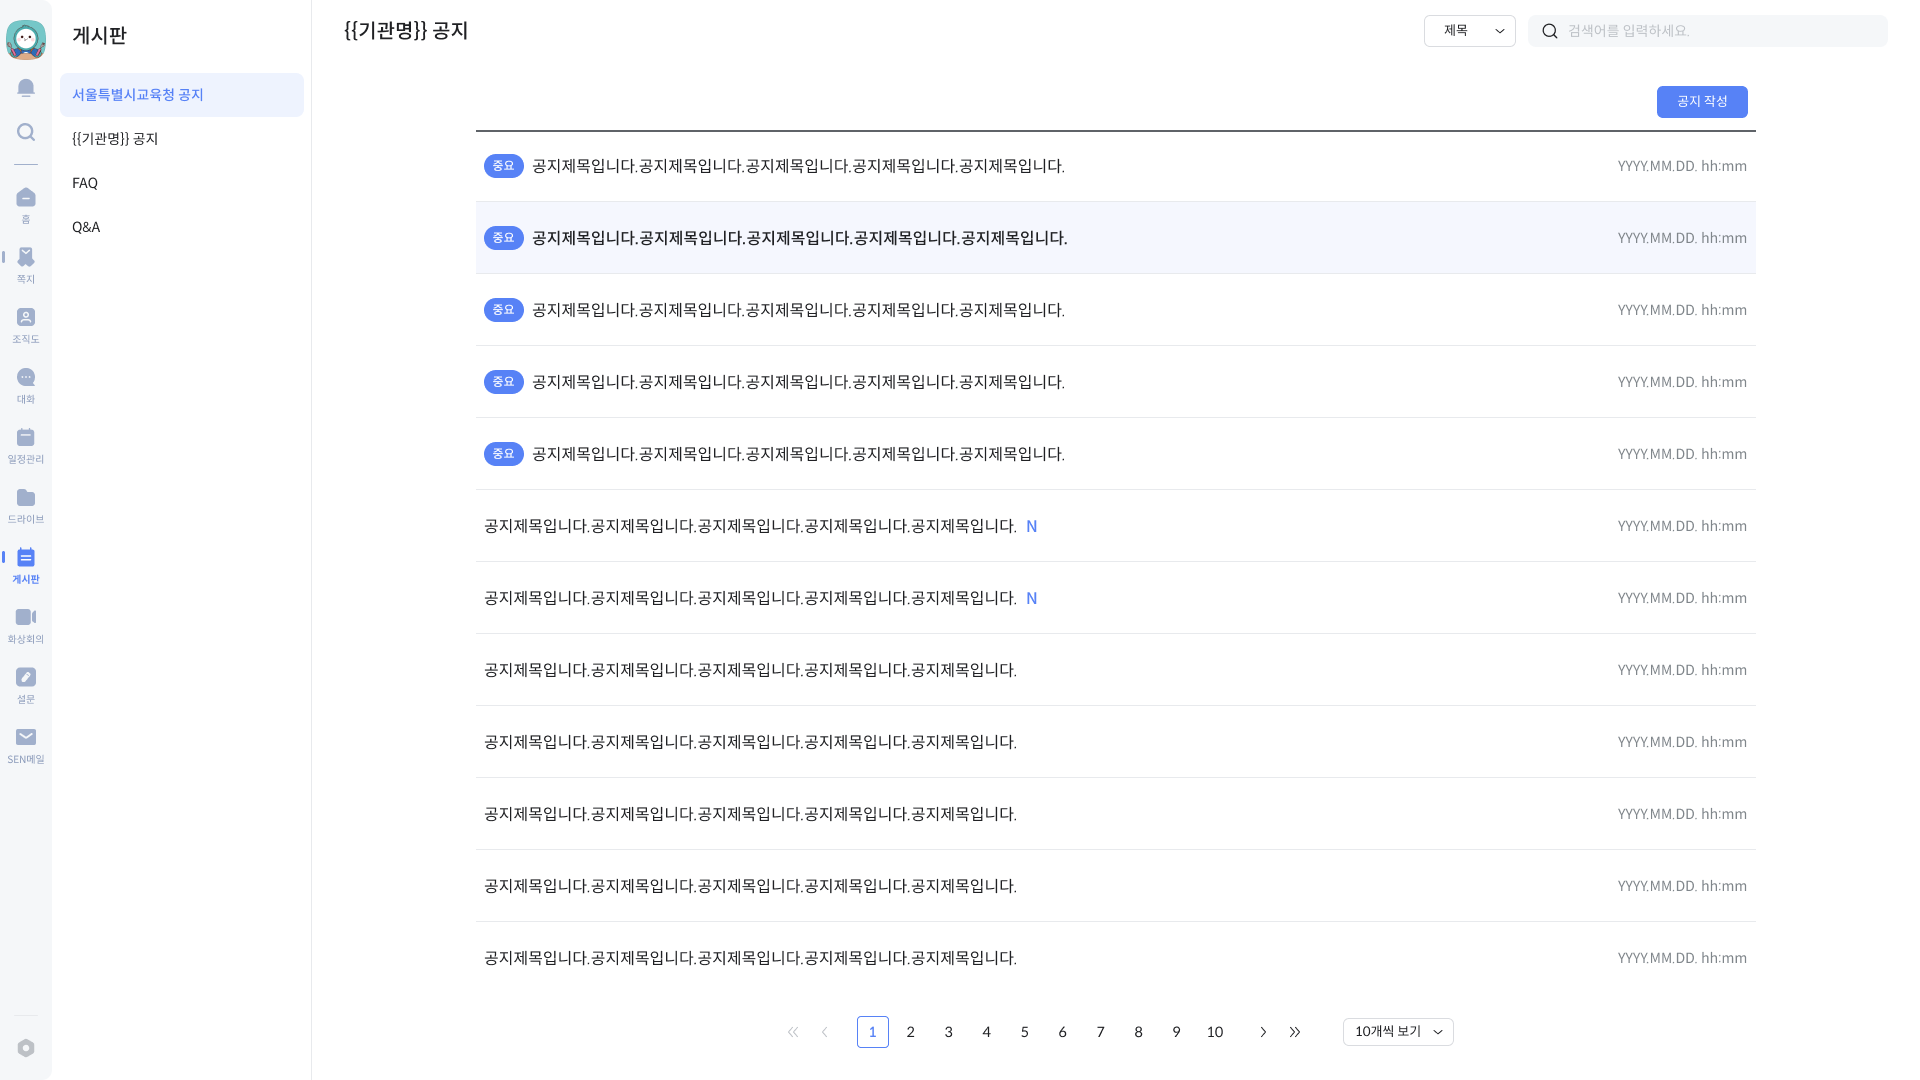 게시판
서울특별시교육청 공지
{{기관명}} 공지
FAQ
Q&A
홈
쪽지
조직도
대화
일정관리
드라이브
게시판
화상회의
설문
SEN메일
{{기관명}} 공지
제목
검색어를 입력하세요.
공지 작성
중요 공지제목입니다.공지제목입니다.공지제목입니다.공지제목입니다.공지제목입니다. YYYY.MM.DD. hh:mm
중요 공지제목입니다.공지제목입니다.공지제목입니다.공지제목입니다.공지제목입니다. YYYY.MM.DD. hh:mm
중요 공지제목입니다.공지제목입니다.공지제목입니다.공지제목입니다.공지제목입니다. YYYY.MM.DD. hh:mm
중요 공지제목입니다.공지제목입니다.공지제목입니다.공지제목입니다.공지제목입니다. YYYY.MM.DD. hh:mm
중요 공지제목입니다.공지제목입니다.공지제목입니다.공지제목입니다.공지제목입니다. YYYY.MM.DD. hh:mm
공지제목입니다.공지제목입니다.공지제목입니다.공지제목입니다.공지제목입니다. N YYYY.MM.DD. hh:mm
공지제목입니다.공지제목입니다.공지제목입니다.공지제목입니다.공지제목입니다. N YYYY.MM.DD. hh:mm
공지제목입니다.공지제목입니다.공지제목입니다.공지제목입니다.공지제목입니다. YYYY.MM.DD. hh:mm
공지제목입니다.공지제목입니다.공지제목입니다.공지제목입니다.공지제목입니다. YYYY.MM.DD. hh:mm
공지제목입니다.공지제목입니다.공지제목입니다.공지제목입니다.공지제목입니다. YYYY.MM.DD. hh:mm
공지제목입니다.공지제목입니다.공지제목입니다.공지제목입니다.공지제목입니다. YYYY.MM.DD. hh:mm
공지제목입니다.공지제목입니다.공지제목입니다.공지제목입니다.공지제목입니다. YYYY.MM.DD. hh:mm
1 2 3 4 5 6 7 8 9 10 10개씩 보기